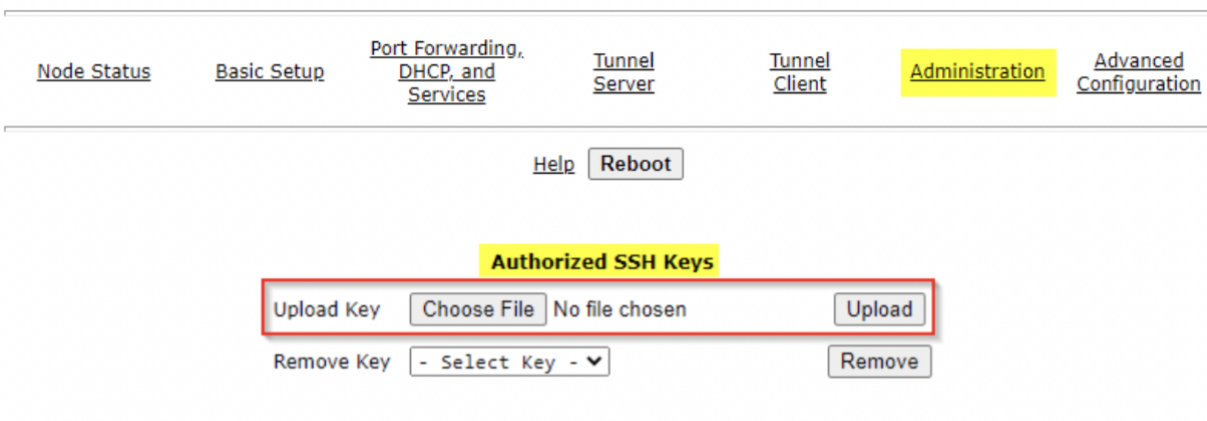 Node Status
Basic Setup
Port Forwarding,
DHCP, and
Services
Tunnel
Server
Tunnel
Client
Administration
Advanced
Configuration
Help Reboot
Authorized SSH Keys
Upload Key Choose File No file chosen Upload
Remove Key - Select Key - Remove